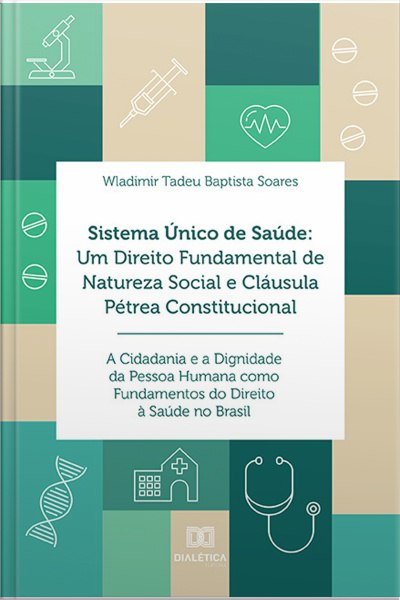 Wladimir Tadeu Baptista Soares
Sistema Único de Saúde:
Um Direito Fundamental de
Natureza Social e Cláusula
Pétrea Constitucional
A Cidadania e a Dignidade
da Pessoa Humana como
Fundamentos do Direito
à Saúde no Brasil
DIALÉTICA